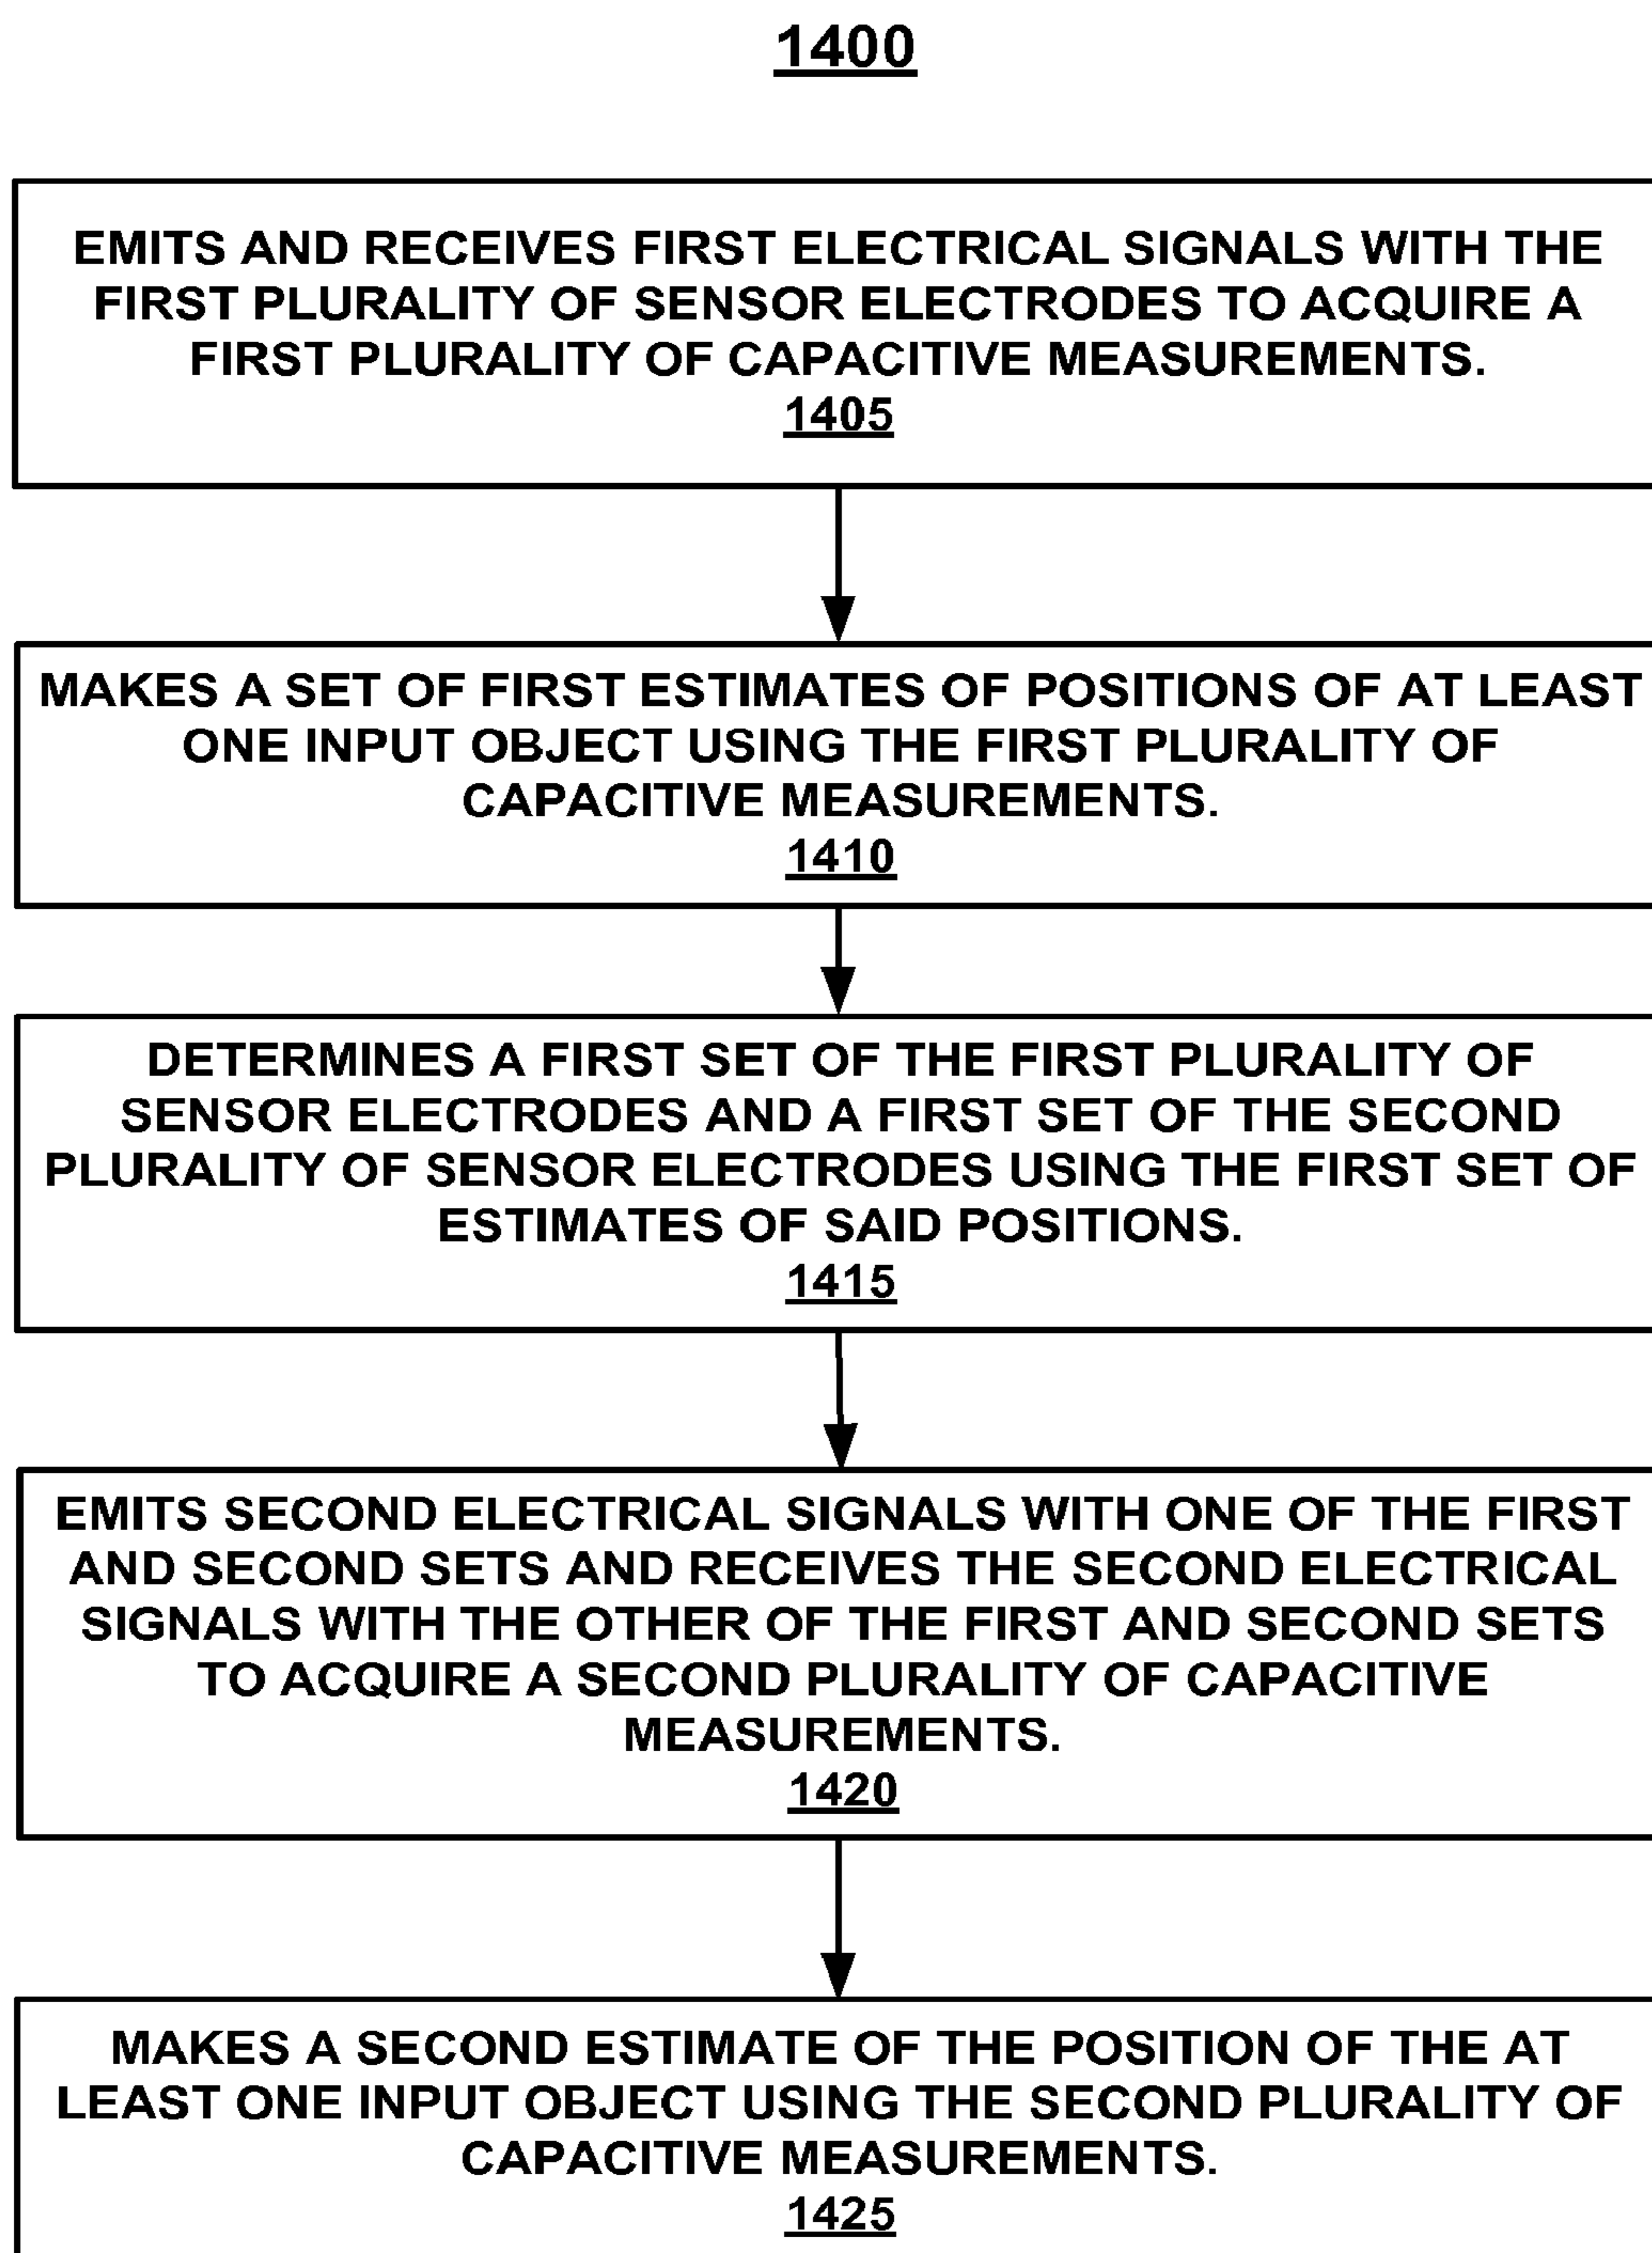 1400
EMITS AND RECEIVES FIRST ELECTRICAL SIGNALS WITH THE
FIRST PLURALITY OF SENSOR ELECTRODES TO ACQUIRE A
FIRST PLURALITY OF CAPACITIVE MEASUREMENTS.
1405
MAKES A SET OF FIRST ESTIMATES OF POSITIONS OF AT LEAST
ONE INPUT OBJECT USING THE FIRST PLURALITY OF
CAPACITIVE MEASUREMENTS.
1410
DETERMINES A FIRST SET OF THE FIRST PLURALITY OF
SENSOR ELECTRODES AND A FIRST SET OF THE SECOND
PLURALITY OF SENSOR ELECTRODES USING THE FIRST SET OF
ESTIMATES OF SAID POSITIONS.
1415
EMITS SECOND ELECTRICAL SIGNALS WITH ONE OF THE FIRST
AND SECOND SETS AND RECEIVES THE SECOND ELECTRICAL
SIGNALS WITH THE OTHER OF THE FIRST AND SECOND SETS
TO ACQUIRE A SECOND PLURALITY OF CAPACITIVE
MEASUREMENTS.
1420
MAKES A SECOND ESTIMATE OF THE POSITION OF THE AT
LEAST ONE INPUT OBJECT USING THE SECOND PLURALITY OF
CAPACITIVE MEASUREMENTS.
1425